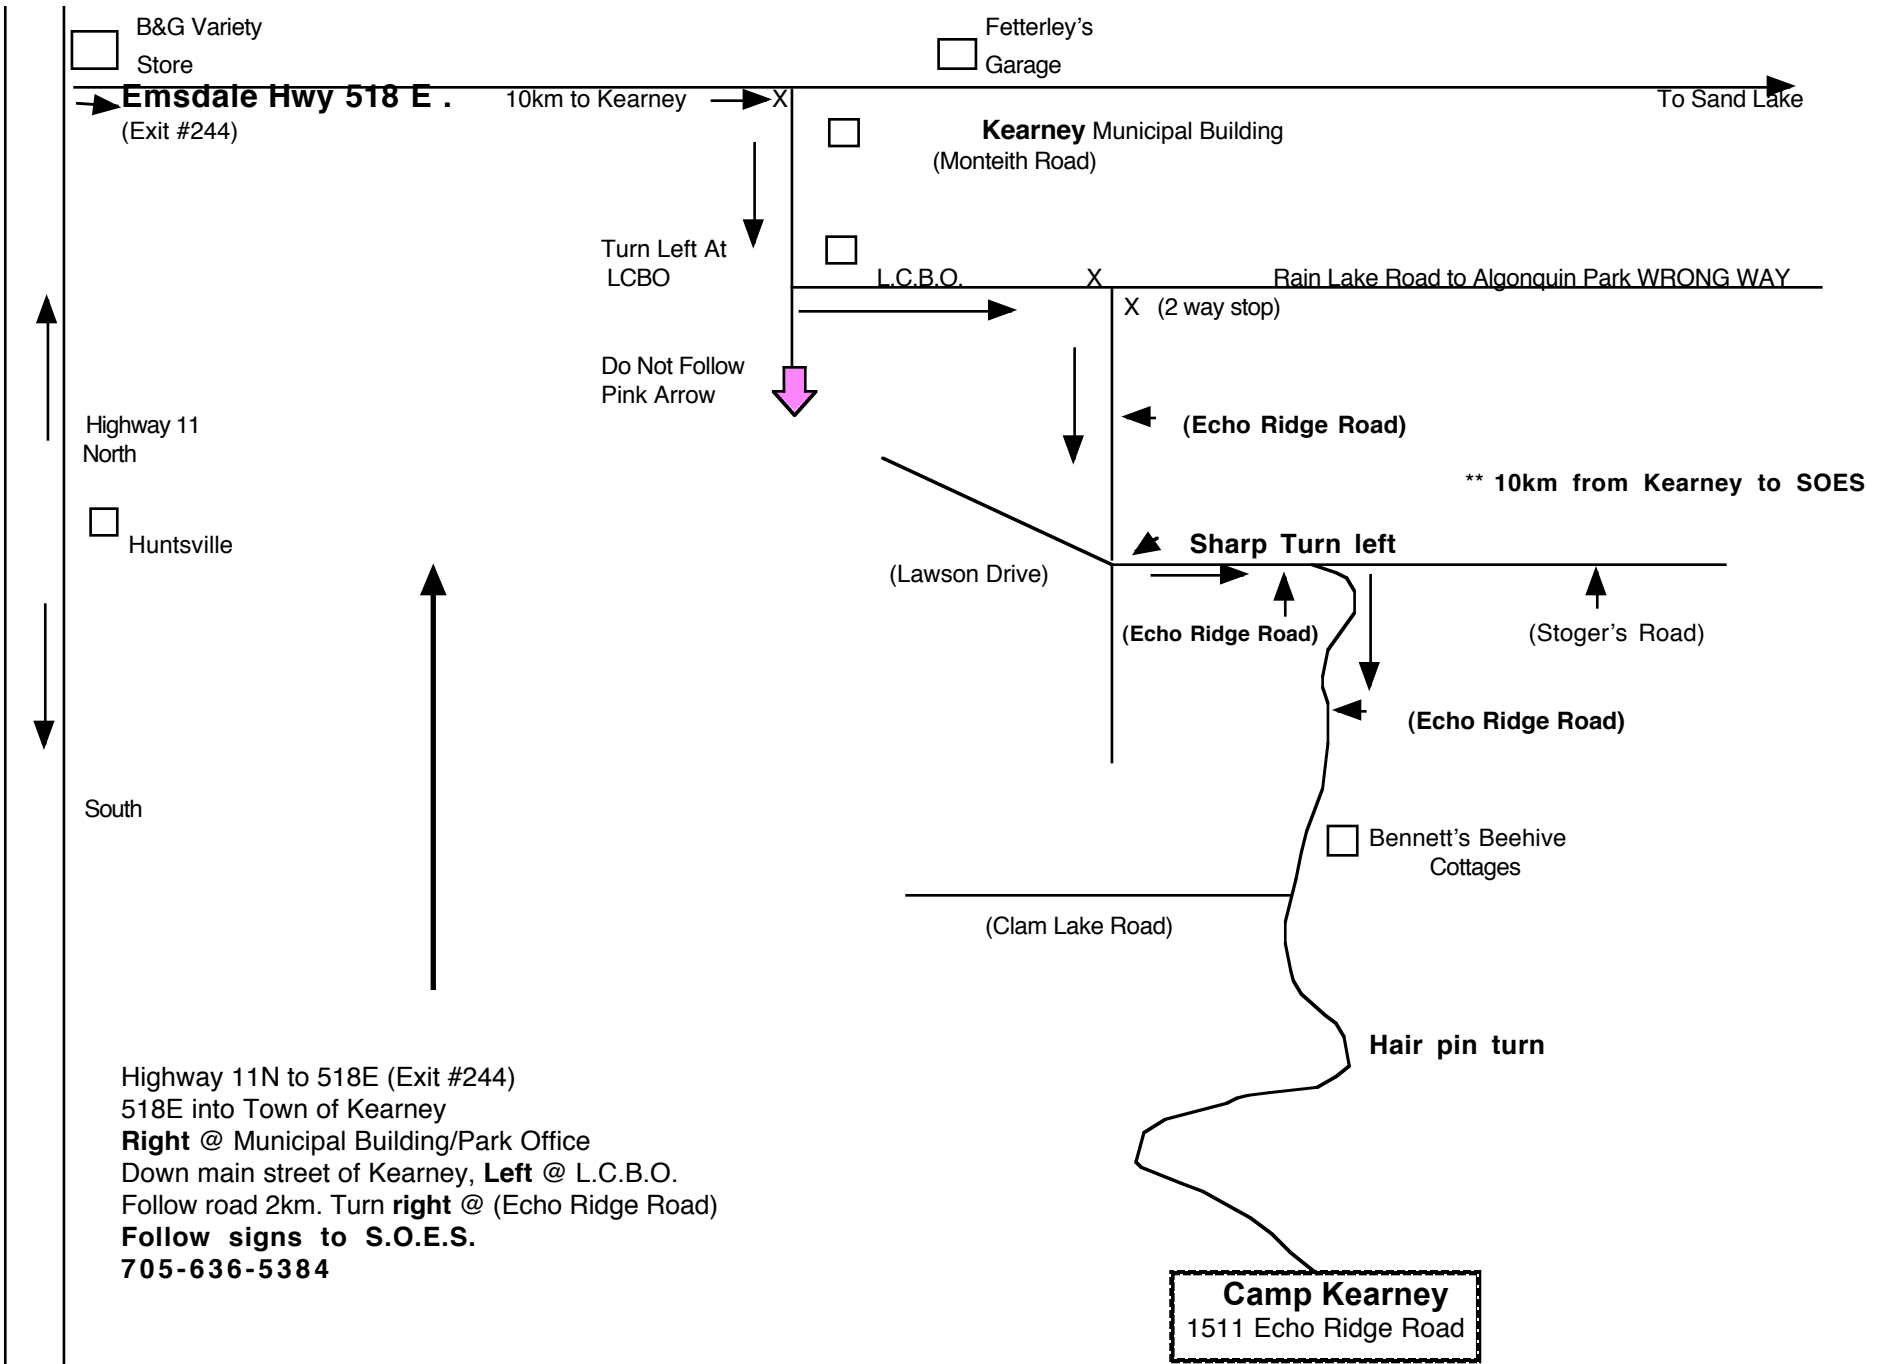 B&G Variety
Store
Fetterley's
Garage
Emsdale Hwy 518 E .
(Exit #244)
10km to Kearney
X
To Sand Lake
Kearney Municipal Building
(Monteith Road)
Turn Left At
LCBO
L.C.B.O.
X
Rain Lake Road to Algonquin Park WRONG WAY
X (2 way stop)
Do Not Follow
Pink Arrow
Highway 11
North
(Echo Ridge Road)
** 10km from Kearney to SOES
Huntsville
Sharp Turn left
(Lawson Drive)
(Echo Ridge Road)
(Stoger's Road)
(Echo Ridge Road)
South
Bennett's Beehive
Cottages
(Clam Lake Road)
Hair pin turn
Highway 11N to 518E (Exit #244)
518E into Town of Kearney
Right @ Municipal Building/Park Office
Down main street of Kearney, Left @ L.C.B.O.
Follow road 2km. Turn right @ (Echo Ridge Road)
Follow signs to S.O.E.S.
705-636-5384
Camp Kearney
1511 Echo Ridge Road